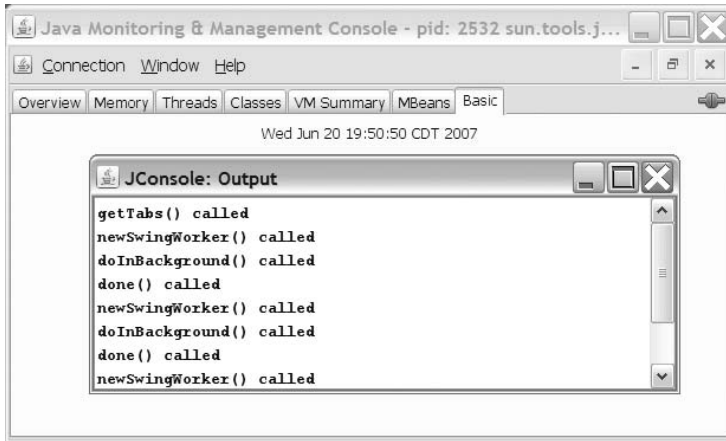 Java Monitoring & Management Console - pid: 2532 sun.tools.j...
Connection Window Help
Overview Memory Threads Classes VM Summary MBeans Basic
Wed Jun 20 19:50:50 CDT 2007
JConsole: Output
getTabs() called
newSwingWorker() called
doInBackground() called
done() called
newSwingWorker() called
doInBackground() called
done() called
newSwingWorker() called